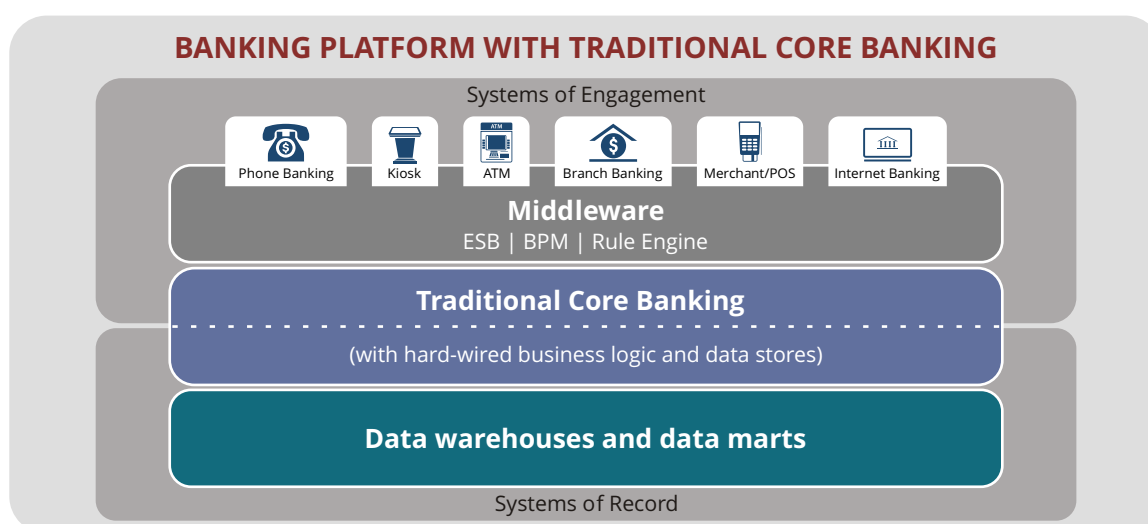 BANKING PLATFORM WITH TRADITIONAL CORE BANKING
Systems of Engagement
ATM
Phone Banking
Kiosk
ATM
Branch Banking
Merchant/POS
Internet Banking
Middleware
ESB | BPM | Rule Engine
Traditional Core Banking
(with hard-wired business logic and data stores)
Data warehouses and data marts
Systems of Record